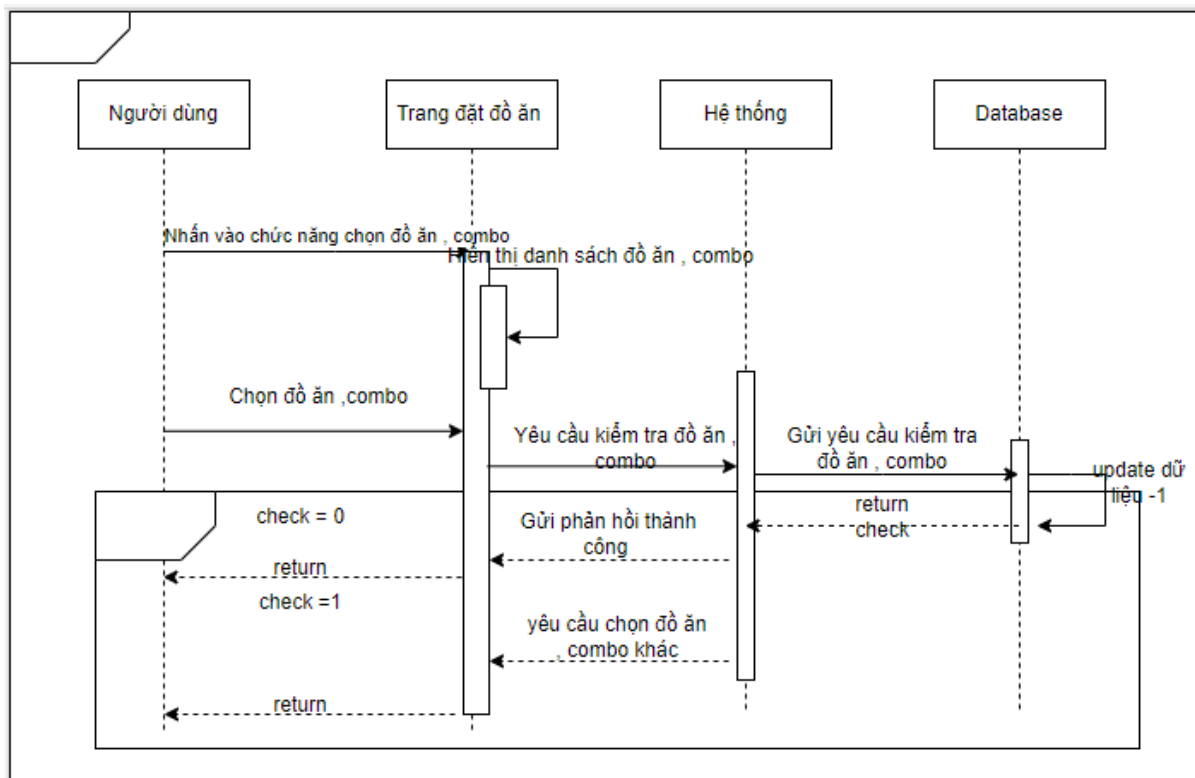 Người dùng
Trang đặt đồ ăn
Hệ thống
Database
Nhấn vào chức năng chọn đồ ăn , combo
Hiển thị danh sách đồ ăn , combo
Chọn đồ ăn ,combo
Yêu cầu kiểm tra đồ ăn ,
combo
Gửi yêu cầu kiểm tra
đồ ăn , combo
update dữ
liệu -1
return
check
check = 0
Gửi phản hồi thành
công
return
check =1
yêu cầu chọn đồ ăn
, combo khác
return